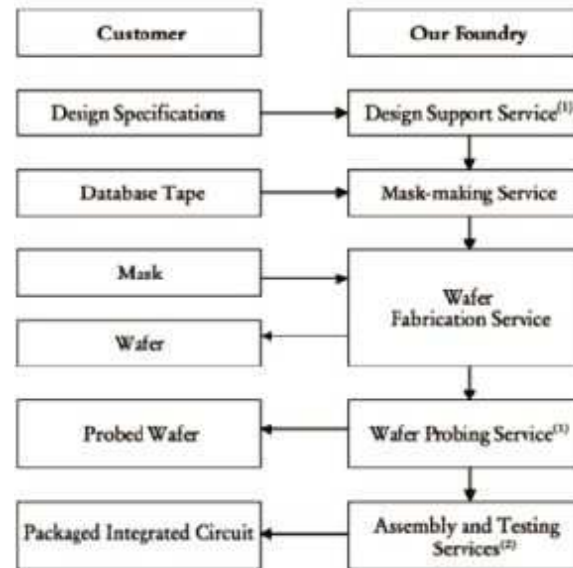 Customer
Our Foundry
Design Specifications
Design Support Service(1)
Database Tape
Mask-making Service
Mask
Wafer
Fabrication Service
Wafer
Probed Wafer
Wafer Probing Service(1)
Packaged Integrated Circuit
Assembly and Testing
Services(2)